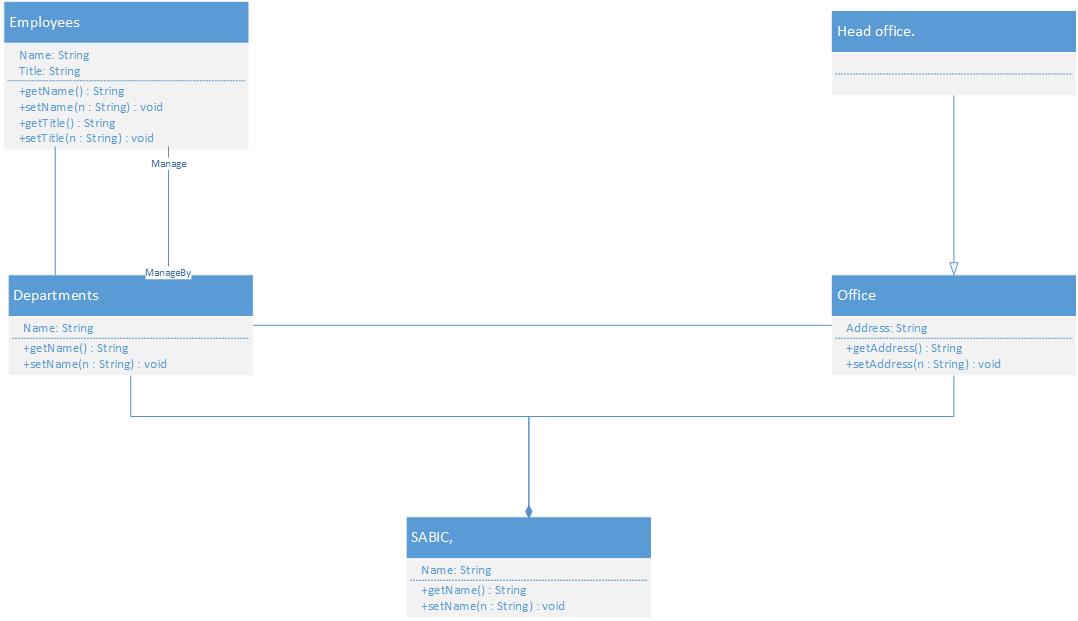 Employees
Name: String
Title: String
+getName() : String
+setName(n : String) : void
+getTitle() : String
+setTitle(n : String) : void
Head office.
Manage
ManageBy
Departments
Name: String
+getName() : String
+setName(n : String) : void
Office
Address: String
+getAddress() : String
+setAddress(n : String) : void
SABIC,
Name: String
+getName() : String
+setName(n : String) : void